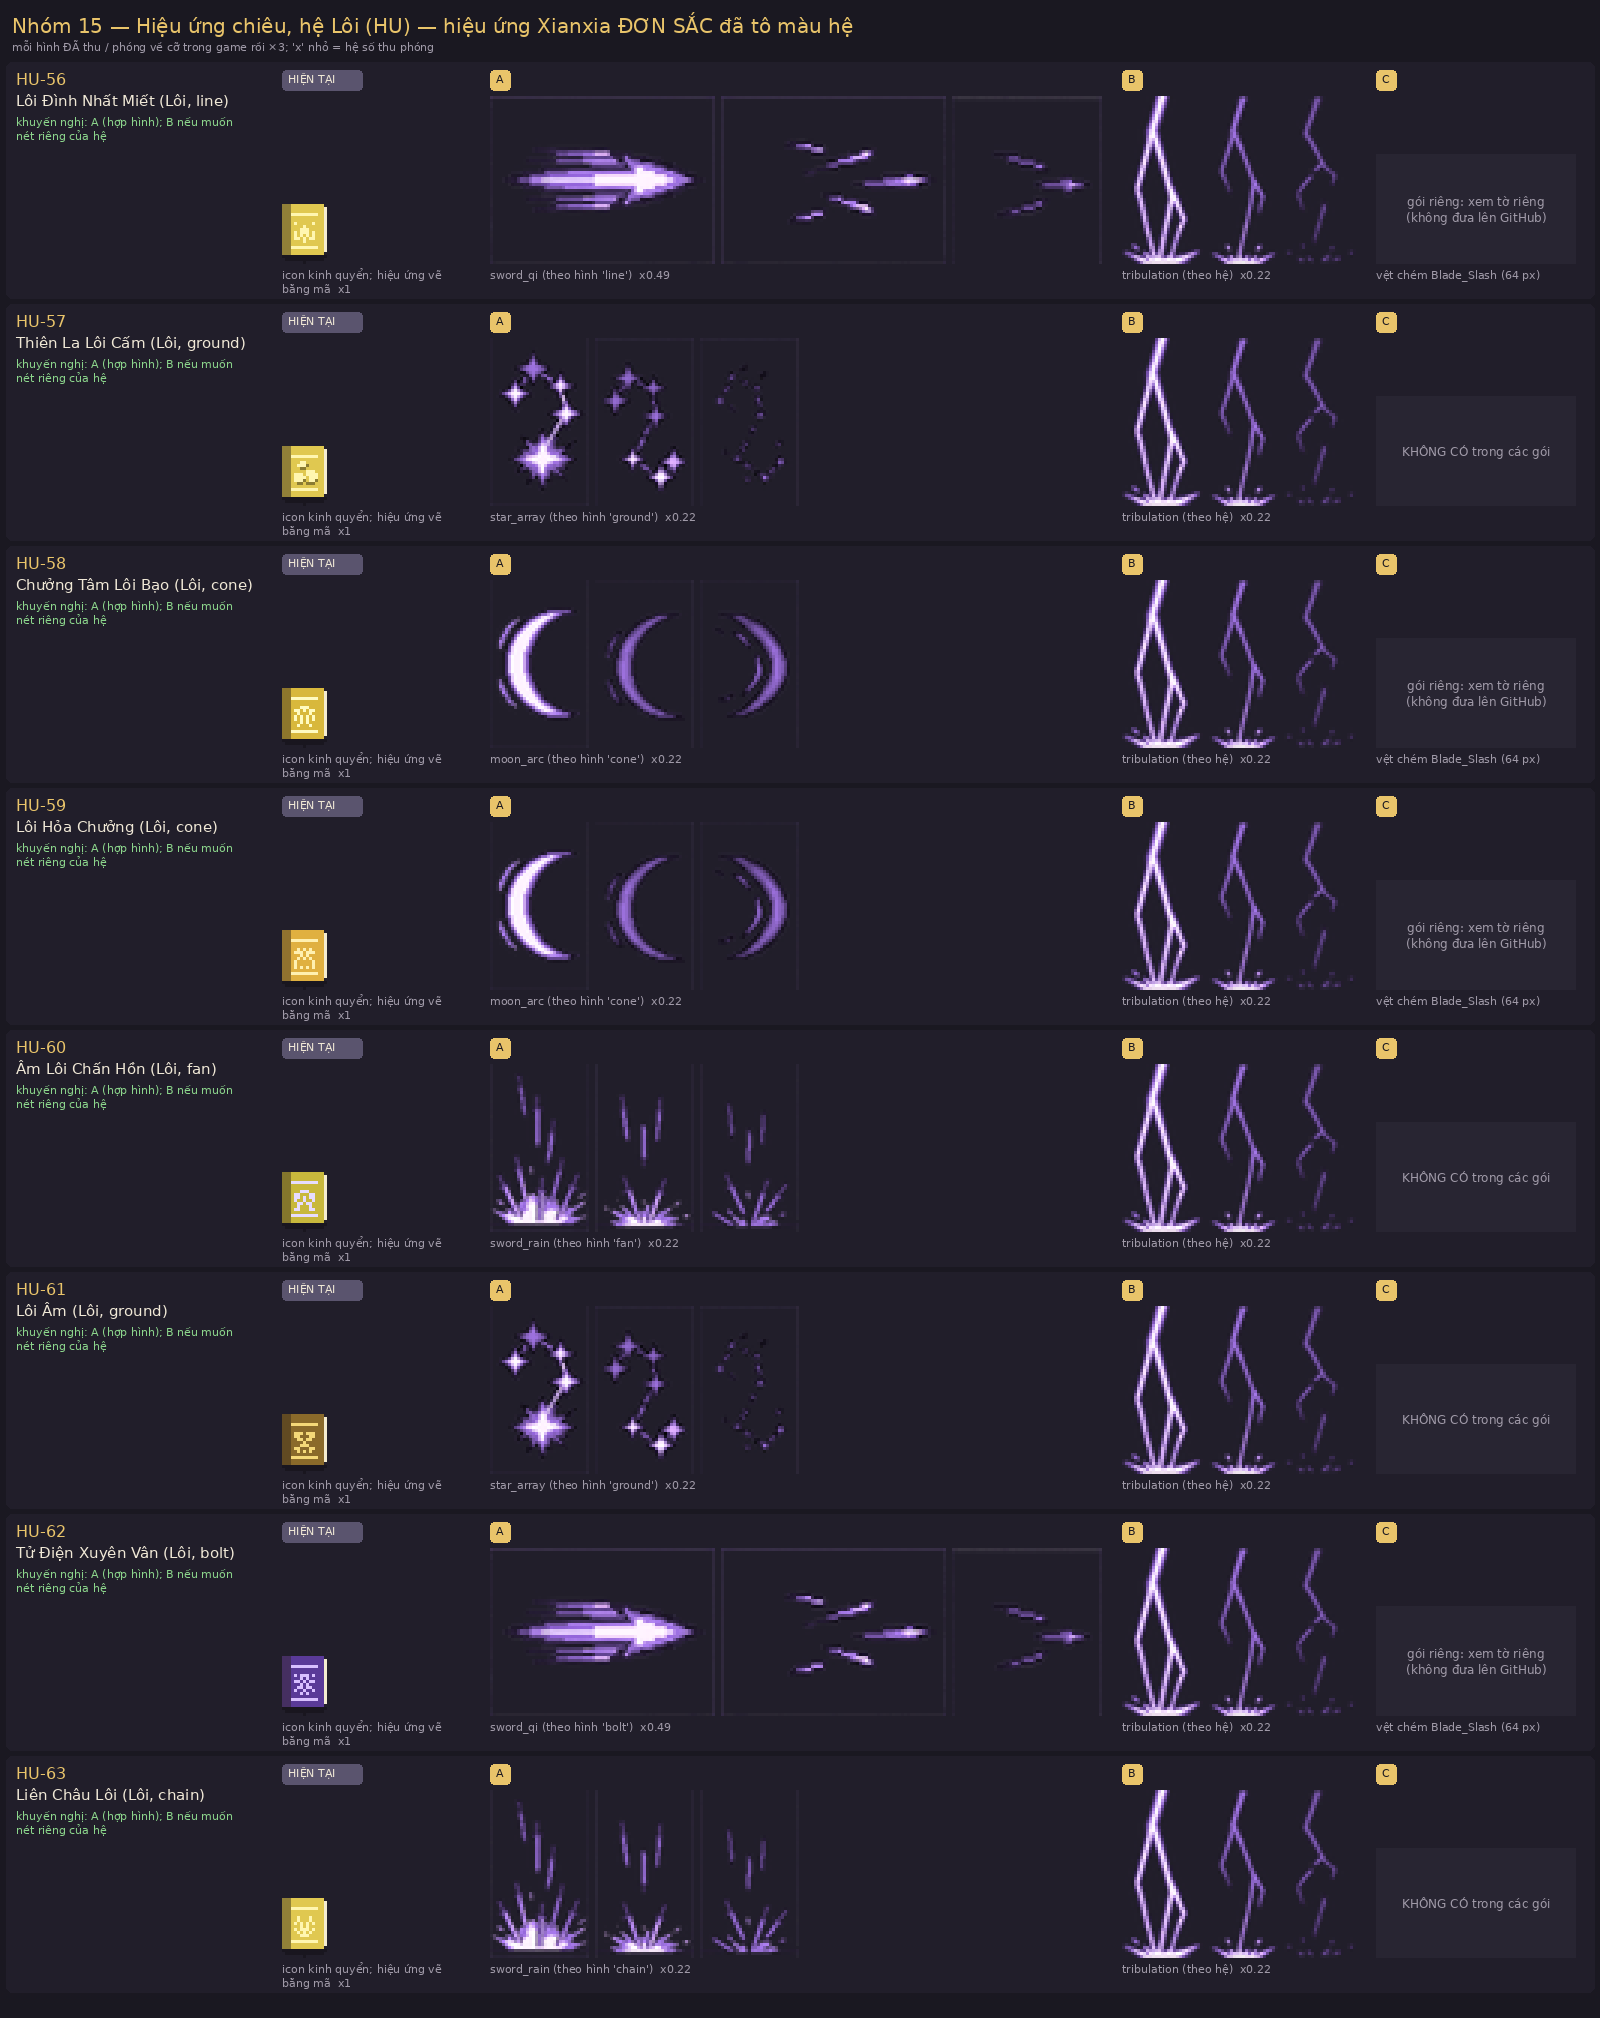 Nhóm 15 — Hiệu ứng chiêu, hệ Lôi (HU) — hiệu ứng Xianxia ĐƠN SẮC đã tô màu hệ
mỗi hình ĐÃ thu / phóng về cỡ trong game rồi ×3; 'x' nhỏ = hệ số thu phóng
HU-56
Lôi Đình Nhất Miết (Lôi, line)
khuyến nghị: A (hợp hình); B nếu muốn
nét riêng của hệ
HIỆN TẠI
icon kinh quyển; hiệu ứng vẽ
bằng mã x1
A
sword_qi (theo hình 'line') x0.49
B
tribulation (theo hệ) x0.22
C
gói riêng: xem tờ riêng
(không đưa lên GitHub)
vệt chém Blade_Slash (64 px)
HU-57
Thiên La Lôi Cấm (Lôi, ground)
khuyến nghị: A (hợp hình); B nếu muốn
nét riêng của hệ
HIỆN TẠI
icon kinh quyển; hiệu ứng vẽ
bằng mã x1
A
star_array (theo hình 'ground') x0.22
B
tribulation (theo hệ) x0.22
C
KHÔNG CÓ trong các gói
HU-58
Chưởng Tâm Lôi Bạo (Lôi, cone)
khuyến nghị: A (hợp hình); B nếu muốn
nét riêng của hệ
HIỆN TẠI
icon kinh quyển; hiệu ứng vẽ
bằng mã x1
A
moon_arc (theo hình 'cone') x0.22
B
tribulation (theo hệ) x0.22
C
gói riêng: xem tờ riêng
(không đưa lên GitHub)
vệt chém Blade_Slash (64 px)
HU-59
Lôi Hỏa Chưởng (Lôi, cone)
khuyến nghị: A (hợp hình); B nếu muốn
nét riêng của hệ
HIỆN TẠI
icon kinh quyển; hiệu ứng vẽ
bằng mã x1
A
moon_arc (theo hình 'cone') x0.22
B
tribulation (theo hệ) x0.22
C
gói riêng: xem tờ riêng
(không đưa lên GitHub)
vệt chém Blade_Slash (64 px)
HU-60
Âm Lôi Chấn Hồn (Lôi, fan)
khuyến nghị: A (hợp hình); B nếu muốn
nét riêng của hệ
HIỆN TẠI
icon kinh quyển; hiệu ứng vẽ
bằng mã x1
A
sword_rain (theo hình 'fan') x0.22
B
tribulation (theo hệ) x0.22
C
KHÔNG CÓ trong các gói
HU-61
Lôi Âm (Lôi, ground)
khuyến nghị: A (hợp hình); B nếu muốn
nét riêng của hệ
HIỆN TẠI
icon kinh quyển; hiệu ứng vẽ
bằng mã x1
A
star_array (theo hình 'ground') x0.22
B
tribulation (theo hệ) x0.22
C
KHÔNG CÓ trong các gói
HU-62
Tử Điện Xuyên Vân (Lôi, bolt)
khuyến nghị: A (hợp hình); B nếu muốn
nét riêng của hệ
HIỆN TẠI
icon kinh quyển; hiệu ứng vẽ
bằng mã x1
A
sword_qi (theo hình 'bolt') x0.49
B
tribulation (theo hệ) x0.22
C
gói riêng: xem tờ riêng
(không đưa lên GitHub)
vệt chém Blade_Slash (64 px)
HU-63
Liên Châu Lôi (Lôi, chain)
khuyến nghị: A (hợp hình); B nếu muốn
nét riêng của hệ
HIỆN TẠI
icon kinh quyển; hiệu ứng vẽ
bằng mã x1
A
sword_rain (theo hình 'chain') x0.22
B
tribulation (theo hệ) x0.22
C
KHÔNG CÓ trong các gói